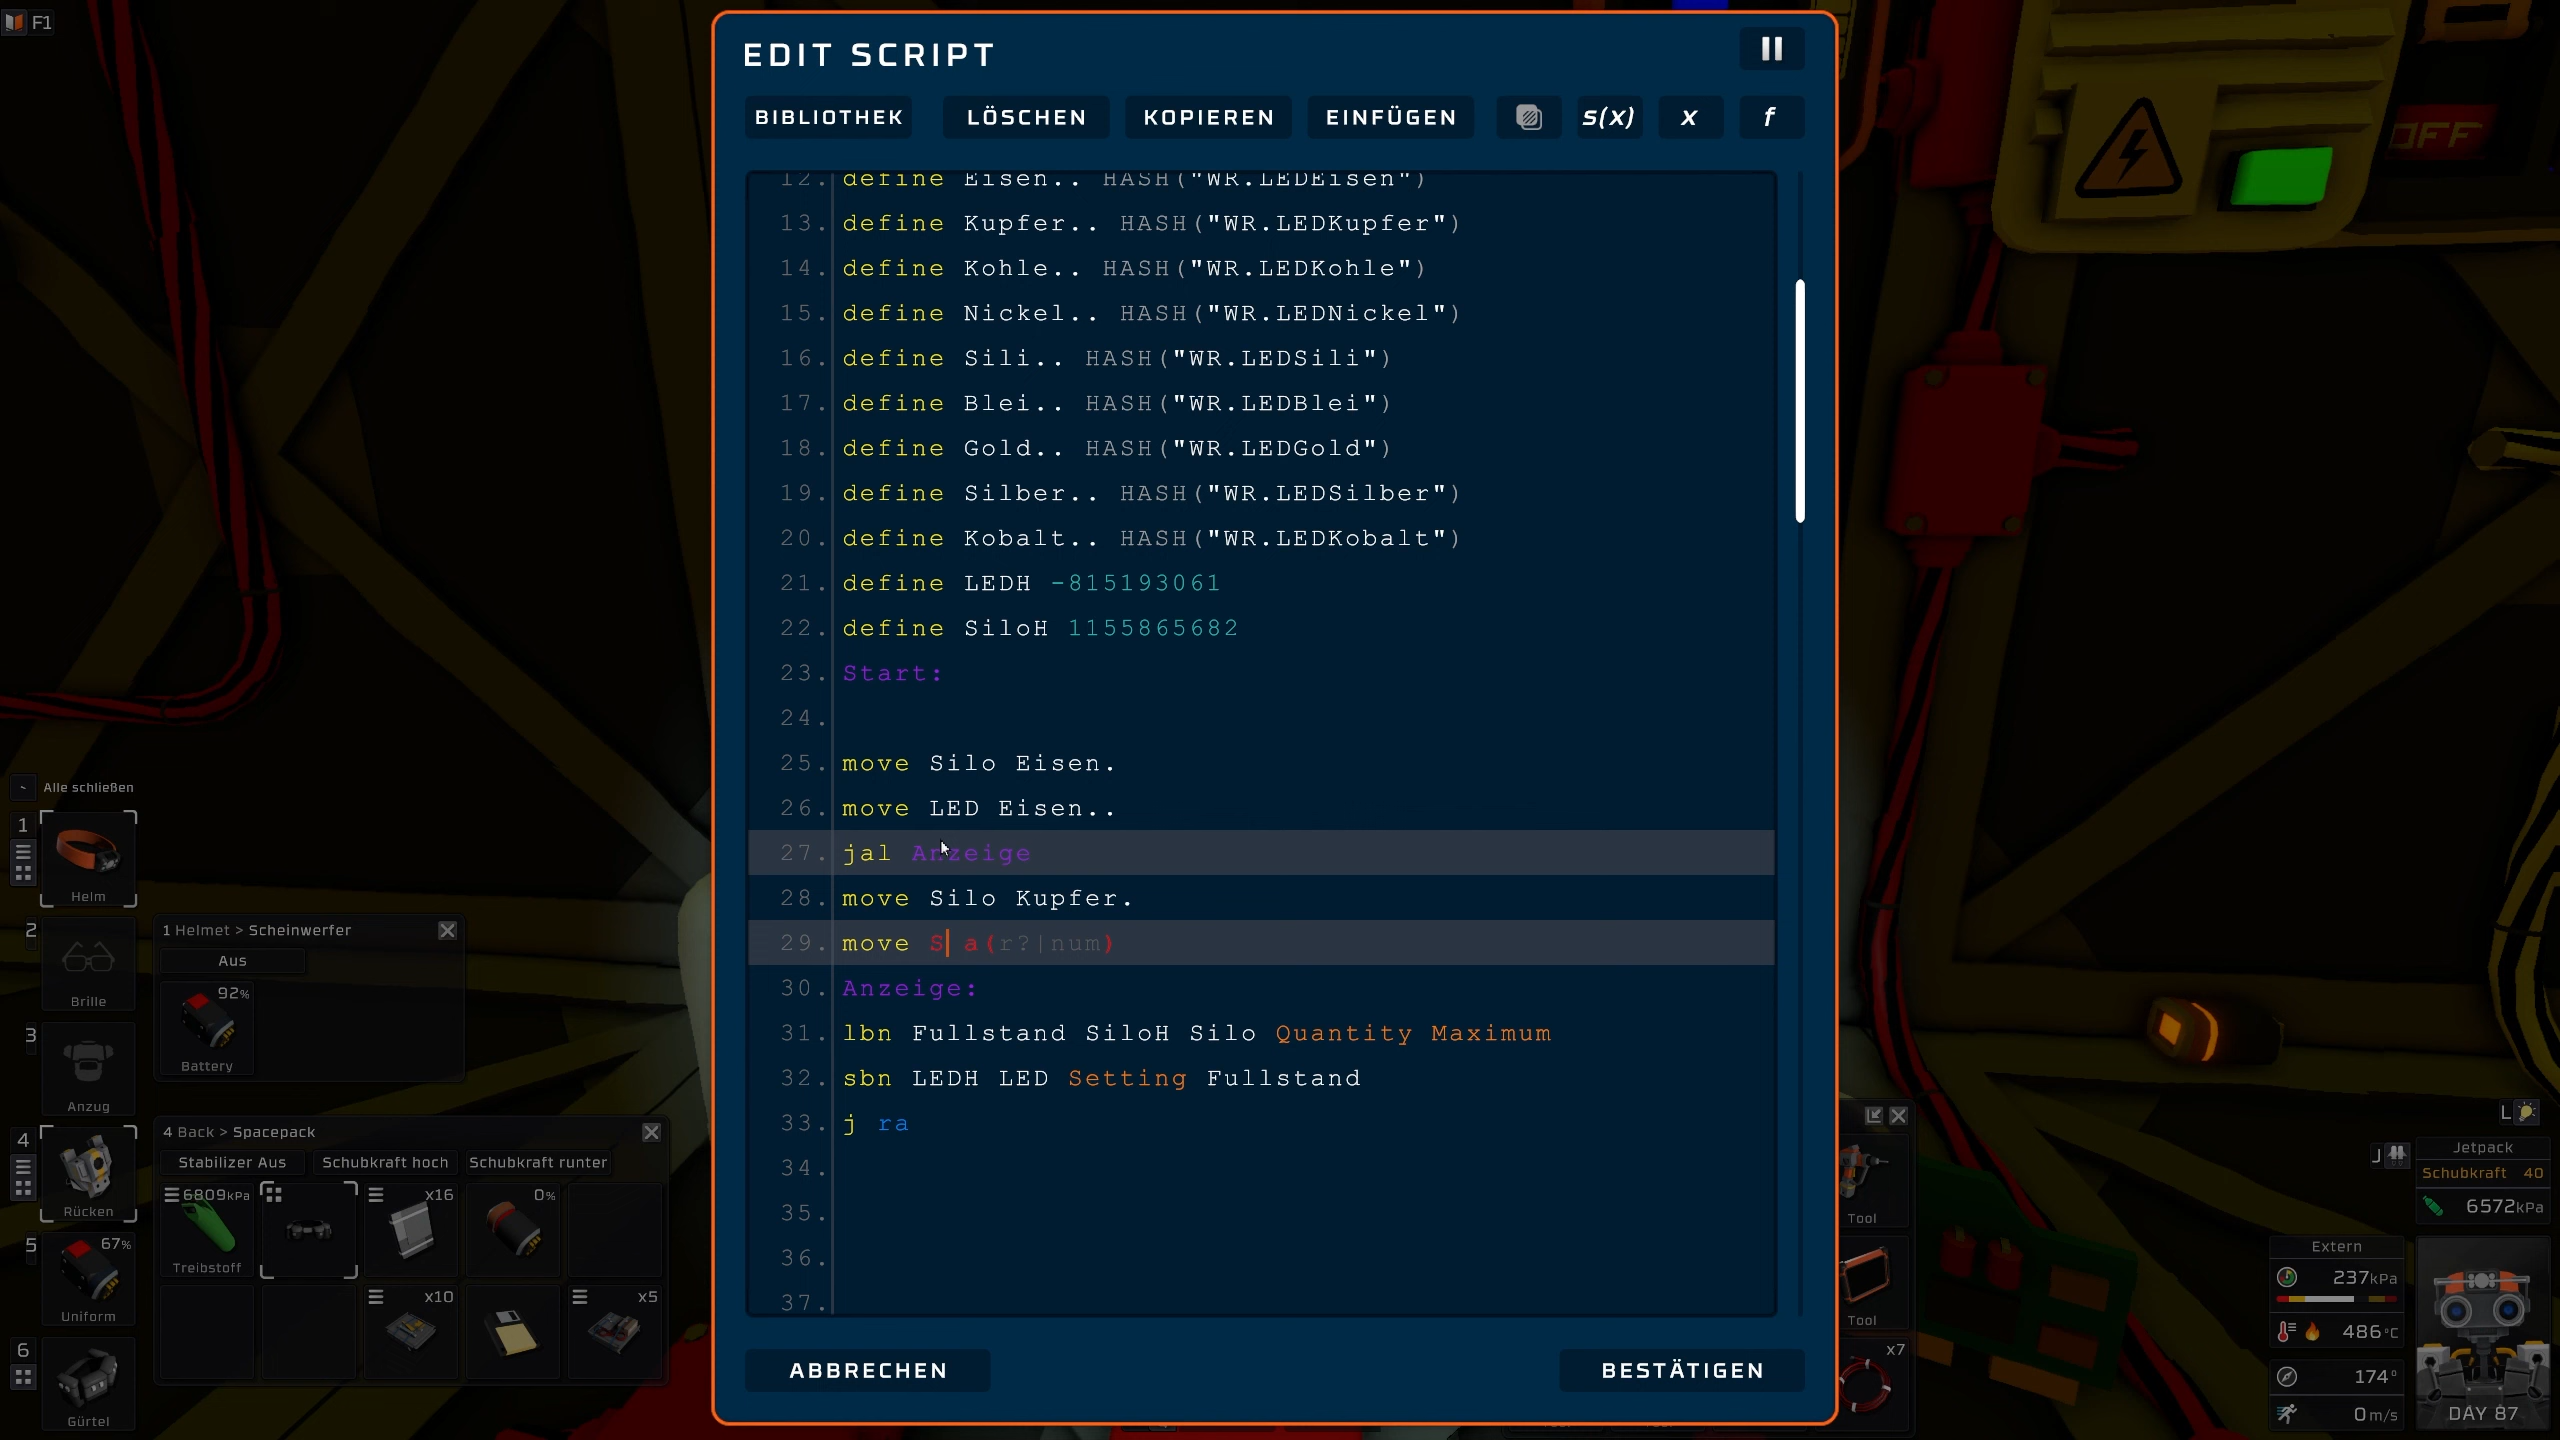 F1
EDIT SCRIPT
BIBLIOTHEK LÖSCHEN KOPIEREN EINFÜGEN s(x) x f
12. define Eisen.. HASH("WR.LEDEisen")
13. define Kupfer.. HASH("WR.LEDKupfer")
14. define Kohle.. HASH("WR.LEDKohle")
15. define Nickel.. HASH("WR.LEDNickel")
16. define Sili.. HASH("WR.LEDSili")
17. define Blei.. HASH("WR.LEDBlei")
18. define Gold.. HASH("WR.LEDGold")
19. define Silber.. HASH("WR.LEDSilber")
20. define Kobalt.. HASH("WR.LEDKobalt")
21. define LEDH -815193061
22. define SiloH 1155865682
23. Start:
24.
25. move Silo Eisen.
26. move LED Eisen..
27. jal Anzeige
28. move Silo Kupfer.
29. move S a(r?|num)
30. Anzeige:
31. lbn Fullstand SiloH Silo Quantity Maximum
32. sbn LEDH LED Setting Fullstand
33. j ra
34.
35.
36.
37.
ABBRECHEN BESTÄTIGEN
OFF
~ Alle schließen
1 Helm
2 Brille
3 Anzug
4 Rücken
5 67% Uniform
6 Gürtel
1 Helmet > Scheinwerfer
Aus
92%
Battery
4 Back > Spacepack
Stabilizer Aus Schubkraft hoch Schubkraft runter
6809kPa x16 0%
Treibstoff
x10 x5
Tool
Tool
x7
L
J
Jetpack
Schubkraft 40
6572kPa
Extern
237kPa
486°C
174°
0m/s
DAY 87